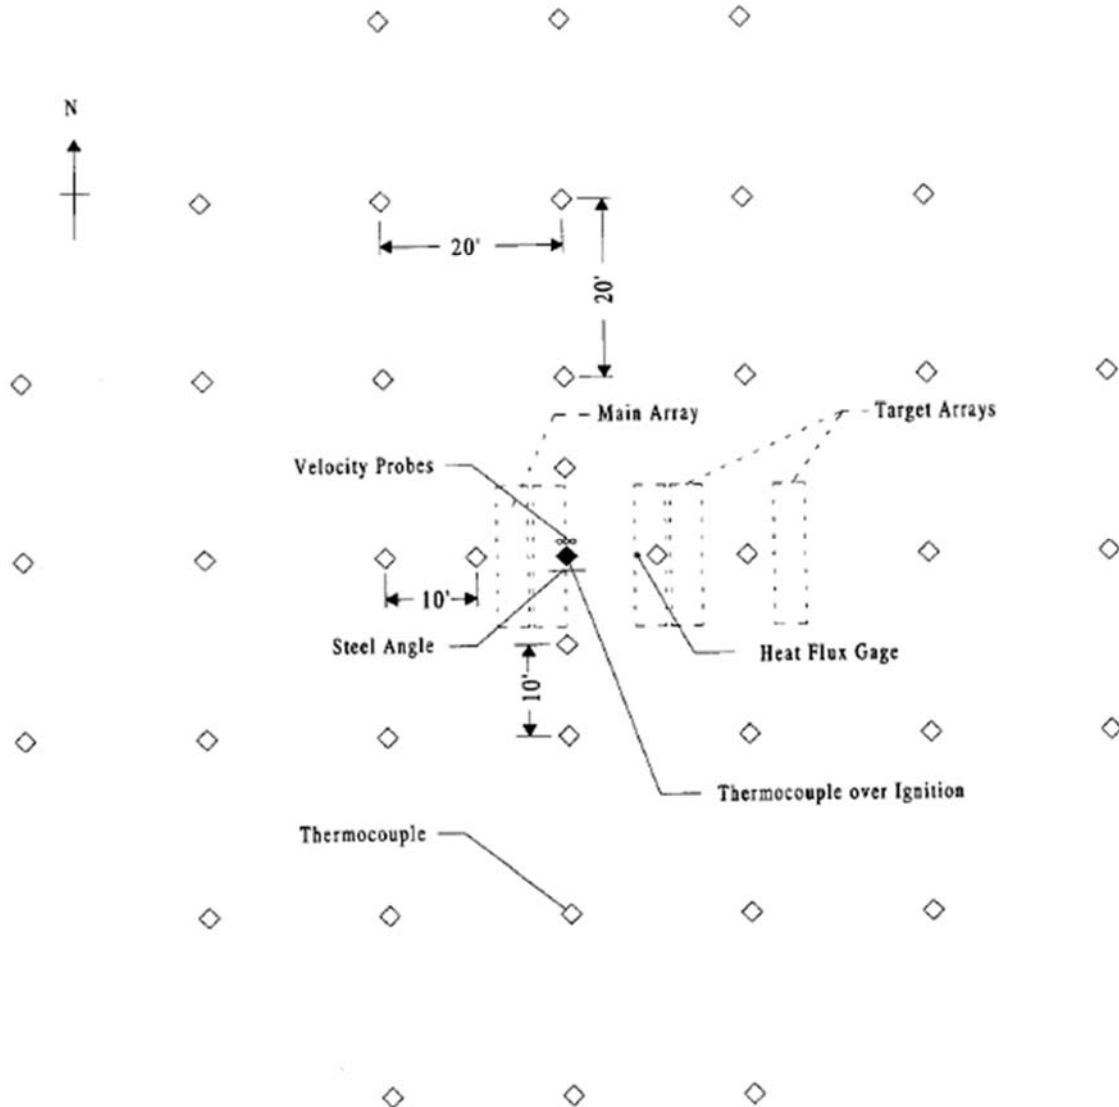 N
20'
20'
Main Array
Target Arrays
Velocity Probes
10'
Steel Angle
Heat Flux Gage
10'
Thermocouple over Ignition
Thermocouple